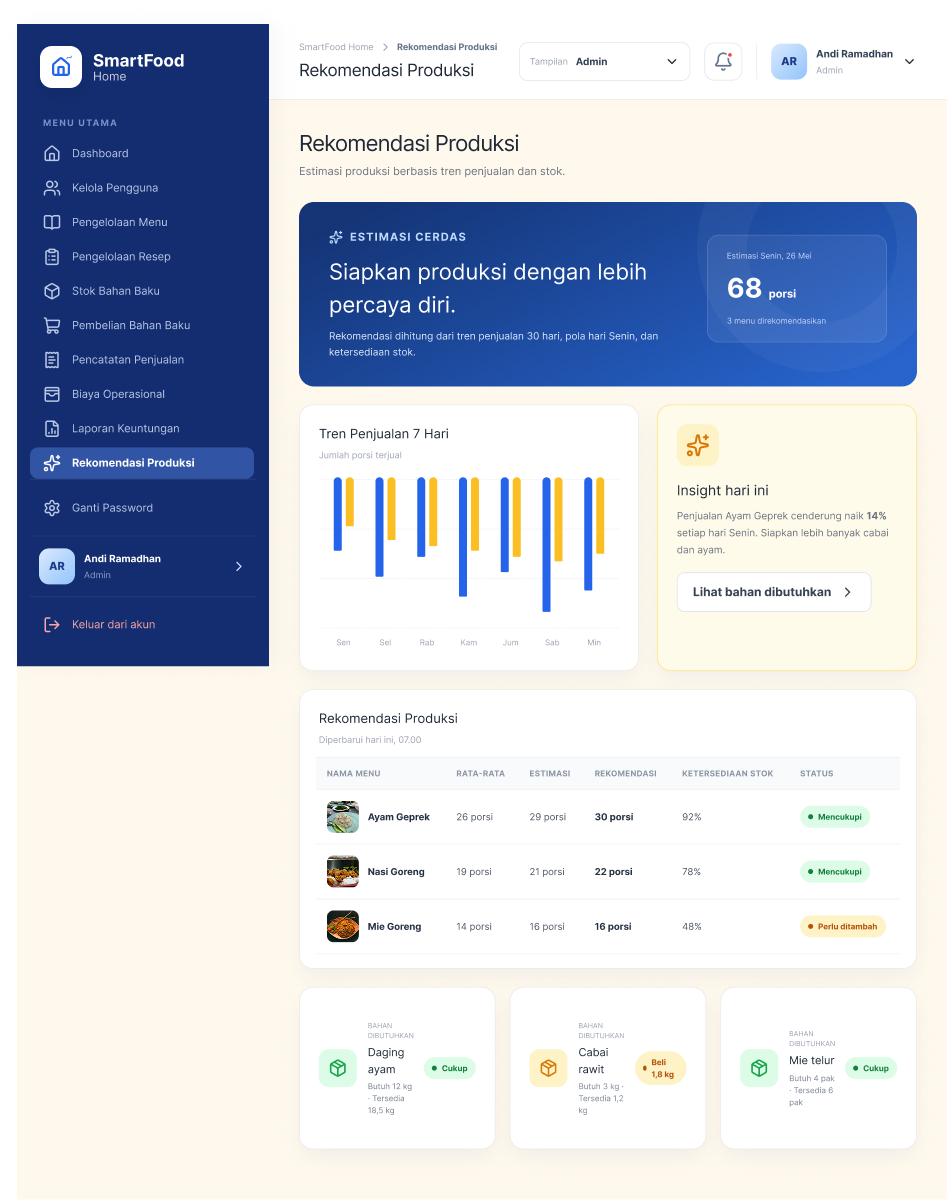 SmartFood
Home
MENU UTAMA
Dashboard
Kelola Pengguna
Pengelolaan Menu
Pengelolaan Resep
Stok Bahan Baku
Pembelian Bahan Baku
Pencatatan Penjualan
Biaya Operasional
Laporan Keuntungan
Rekomendasi Produksi
Ganti Password
AR
Andi Ramadhan
Admin
Keluar dari akun
SmartFood Home
Rekomendasi Produksi
Rekomendasi Produksi
Tampilan Admin
AR
Andi Ramadhan
Admin
Rekomendasi Produksi
Estimasi produksi berbasis tren penjualan dan stok.
ESTIMASI CERDAS
Siapkan produksi dengan lebih
percaya diri.
Rekomendasi dihitung dari tren penjualan 30 hari, pola hari Senin, dan
ketersediaan stok.
Estimasi Senin, 26 Mei
68 porsi
3 menu direkomendasikan
Tren Penjualan 7 Hari
Jumlah porsi terjual
Sen Sel Rab Kam Jum Sab Min
Insight hari ini
Penjualan Ayam Geprek cenderung naik 14%
setiap hari Senin. Siapkan lebih banyak cabai
dan ayam.
Lihat bahan dibutuhkan
Rekomendasi Produksi
Diperbarui hari ini, 07.00
NAMA MENU RATA-RATA ESTIMASI REKOMENDASI KETERSEDIAAN STOK STATUS
Ayam Geprek 26 porsi 29 porsi 30 porsi 92% Mencukupi
Nasi Goreng 19 porsi 21 porsi 22 porsi 78% Mencukupi
Mie Goreng 14 porsi 16 porsi 16 porsi 48% Perlu ditambah
BAHAN
DIBUTUHKAN
Daging
ayam
Butuh 12 kg
· Tersedia
18,5 kg
Cukup
BAHAN
DIBUTUHKAN
Cabai
rawit
Butuh 3 kg ·
Tersedia 1,2
kg
Beli
1,8 kg
BAHAN
DIBUTUHKAN
Mie telur
Butuh 4 pak
· Tersedia 6
pak
Cukup